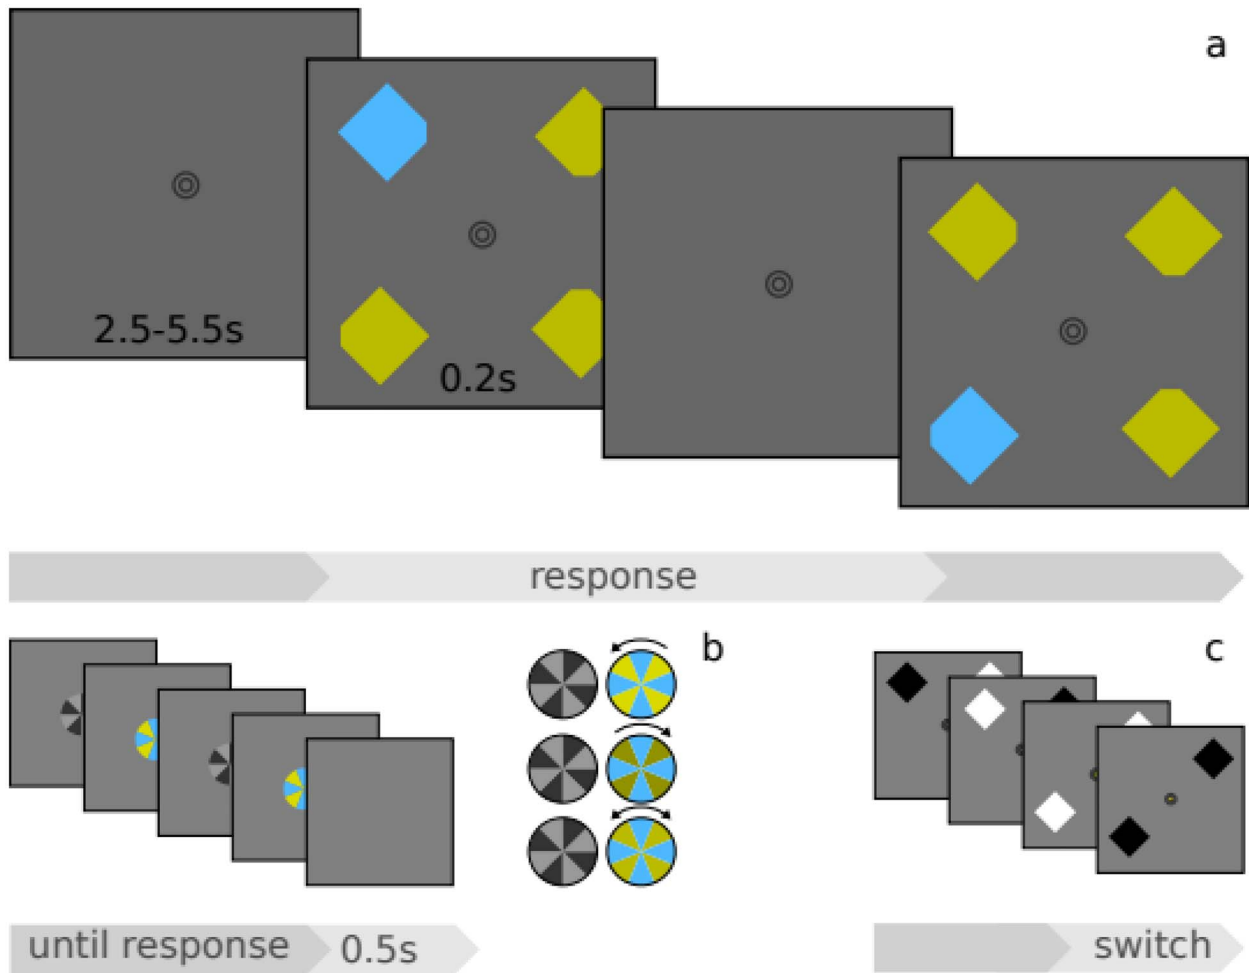 a
2.5-5.5s
0.2s
response
b
c
until response
0.5s
switch